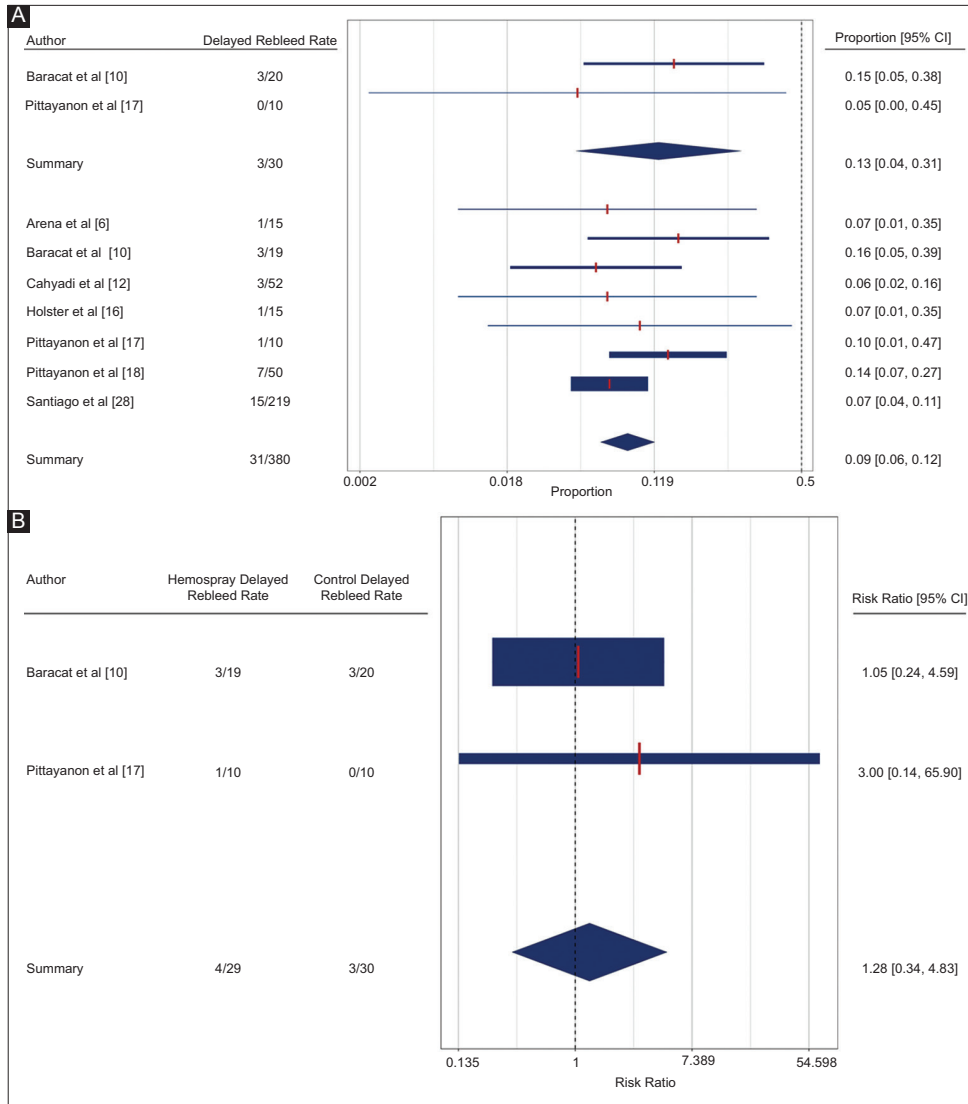 A
Author Delayed Rebleed Rate Proportion [95% CI]
Baracat et al [10] 3/20 0.15 [0.05, 0.38]
Pittayanon et al [17] 0/10 0.05 [0.00, 0.45]
Summary 3/30 0.13 [0.04, 0.31]
Arena et al [6] 1/15 0.07 [0.01, 0.35]
Baracat et al [10] 3/19 0.16 [0.05, 0.39]
Cahyadi et al [12] 3/52 0.06 [0.02, 0.16]
Holster et al [16] 1/15 0.07 [0.01, 0.35]
Pittayanon et al [17] 1/10 0.10 [0.01, 0.47]
Pittayanon et al [18] 7/50 0.14 [0.07, 0.27]
Santiago et al [28] 15/219 0.07 [0.04, 0.11]
Summary 31/380 0.09 [0.06, 0.12]
0.002 0.018 0.119 0.5
Proportion
B
Author Hemospray Delayed Control Delayed
Rebleed Rate Rebleed Rate Risk Ratio [95% CI]
Baracat et al [10] 3/19 3/20 1.05 [0.24, 4.59]
Pittayanon et al [17] 1/10 0/10 3.00 [0.14, 65.90]
Summary 4/29 3/30 1.28 [0.34, 4.83]
0.135 1 7.389 54.598
Risk Ratio